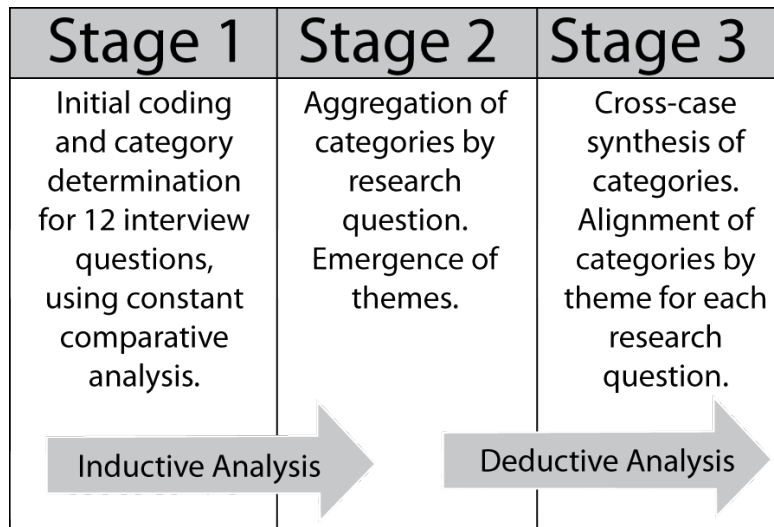 Stage 1
Initial coding
and category
determination
for 12 interview
questions,
using constant
comparative
analysis.
Stage 2
Aggregation of
categories by
research
question.
Emergence of
themes.
Stage 3
Cross-case
synthesis of
categories.
Alignment of
categories by
theme for each
research
question.
Inductive Analysis
Deductive Analysis